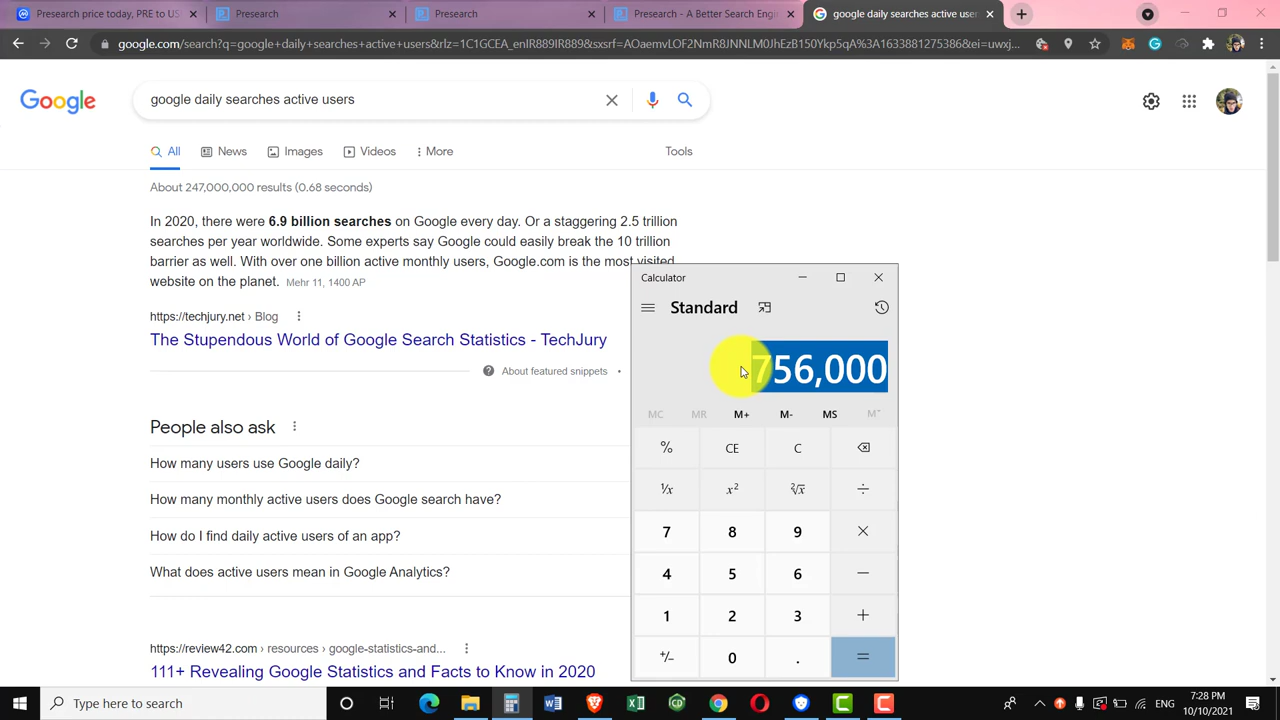 Presearch price today, PRE to US
Presearch
Presearch
Presearch - A Better Search Engi
google daily searches active user
google.com/search?q=google+daily+searches+active+users&rlz=1C1GCEA_enIR889IR889&sxsrf=AOaemvLOF2NmR8JNNLM0JhEzB150Ykp5qA%3A1633881275386&ei=uwxj...
Google
google daily searches active users
All
News
Images
Videos
More
Tools
About 247,000,000 results (0.68 seconds)
In 2020, there were 6.9 billion searches on Google every day. Or a staggering 2.5 trillion
searches per year worldwide. Some experts say Google could easily break the 10 trillion
barrier as well. With over one billion active monthly users, Google.com is the most visited
website on the planet. Mehr 11, 1400 AP
https://techjury.net › Blog
The Stupendous World of Google Search Statistics - TechJury
About featured snippets
People also ask
How many users use Google daily?
How many monthly active users does Google search have?
How do I find daily active users of an app?
What does active users mean in Google Analytics?
https://review42.com › resources › google-statistics-and...
111+ Revealing Google Statistics and Facts to Know in 2020
Calculator
Standard
756,000
MC MR M+ M- MS M˅
% CE C
¹/x x² ²√x ÷
7 8 9 ×
4 5 6 −
1 2 3 +
+/− 0 . =
Type here to search
ENG
7:28 PM
10/10/2021